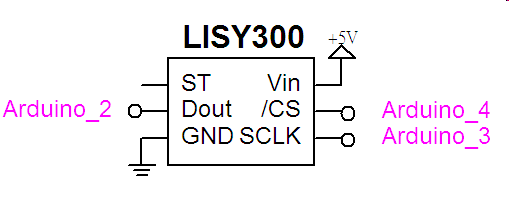 LISY300
+5V
ST Vin
Arduino_2 Dout /CS Arduino_4
GND SCLK Arduino_3